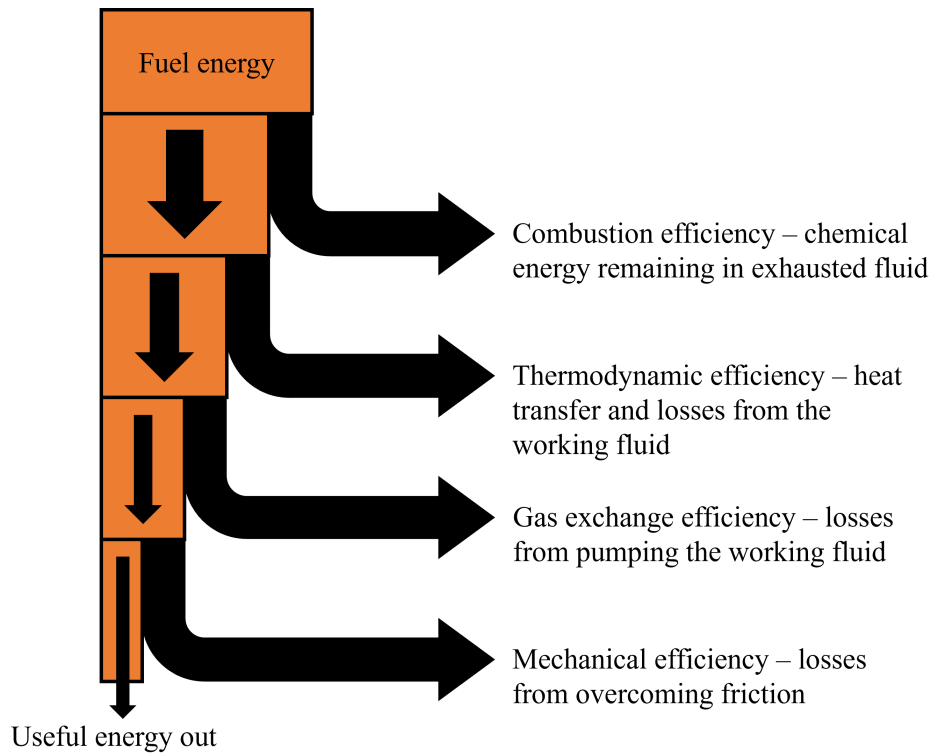 Fuel energy
Combustion efficiency – chemical
energy remaining in exhausted fluid
Thermodynamic efficiency – heat
transfer and losses from the
working fluid
Gas exchange efficiency – losses
from pumping the working fluid
Mechanical efficiency – losses
from overcoming friction
Useful energy out